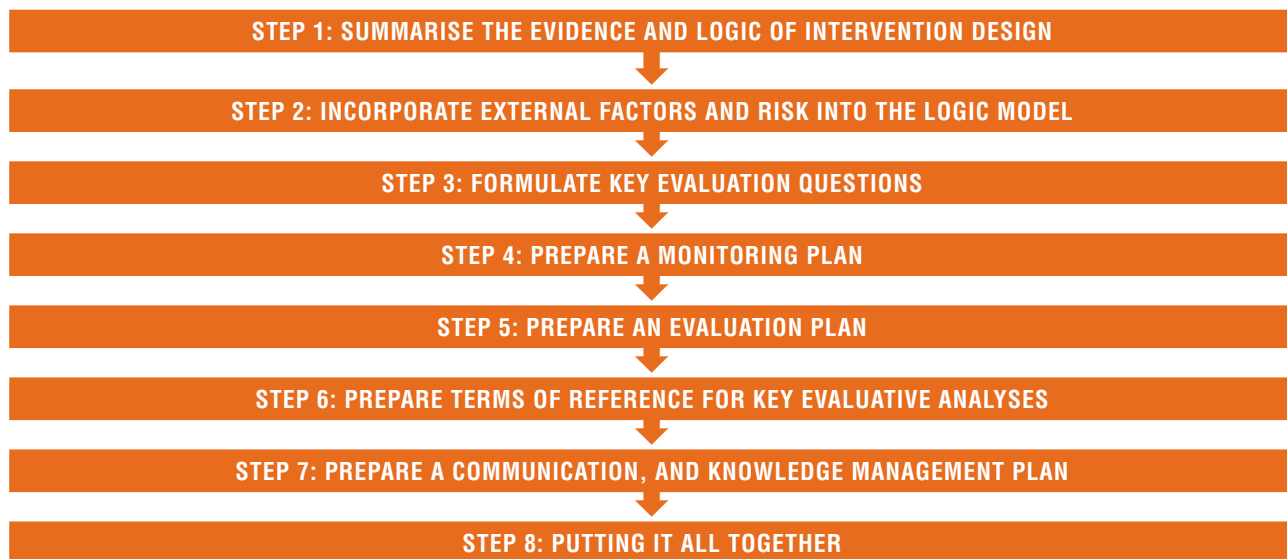 STEP 1: SUMMARISE THE EVIDENCE AND LOGIC OF INTERVENTION DESIGN
STEP 2: INCORPORATE EXTERNAL FACTORS AND RISK INTO THE LOGIC MODEL
STEP 3: FORMULATE KEY EVALUATION QUESTIONS
STEP 4: PREPARE A MONITORING PLAN
STEP 5: PREPARE AN EVALUATION PLAN
STEP 6: PREPARE TERMS OF REFERENCE FOR KEY EVALUATIVE ANALYSES
STEP 7: PREPARE A COMMUNICATION, AND KNOWLEDGE MANAGEMENT PLAN
STEP 8: PUTTING IT ALL TOGETHER